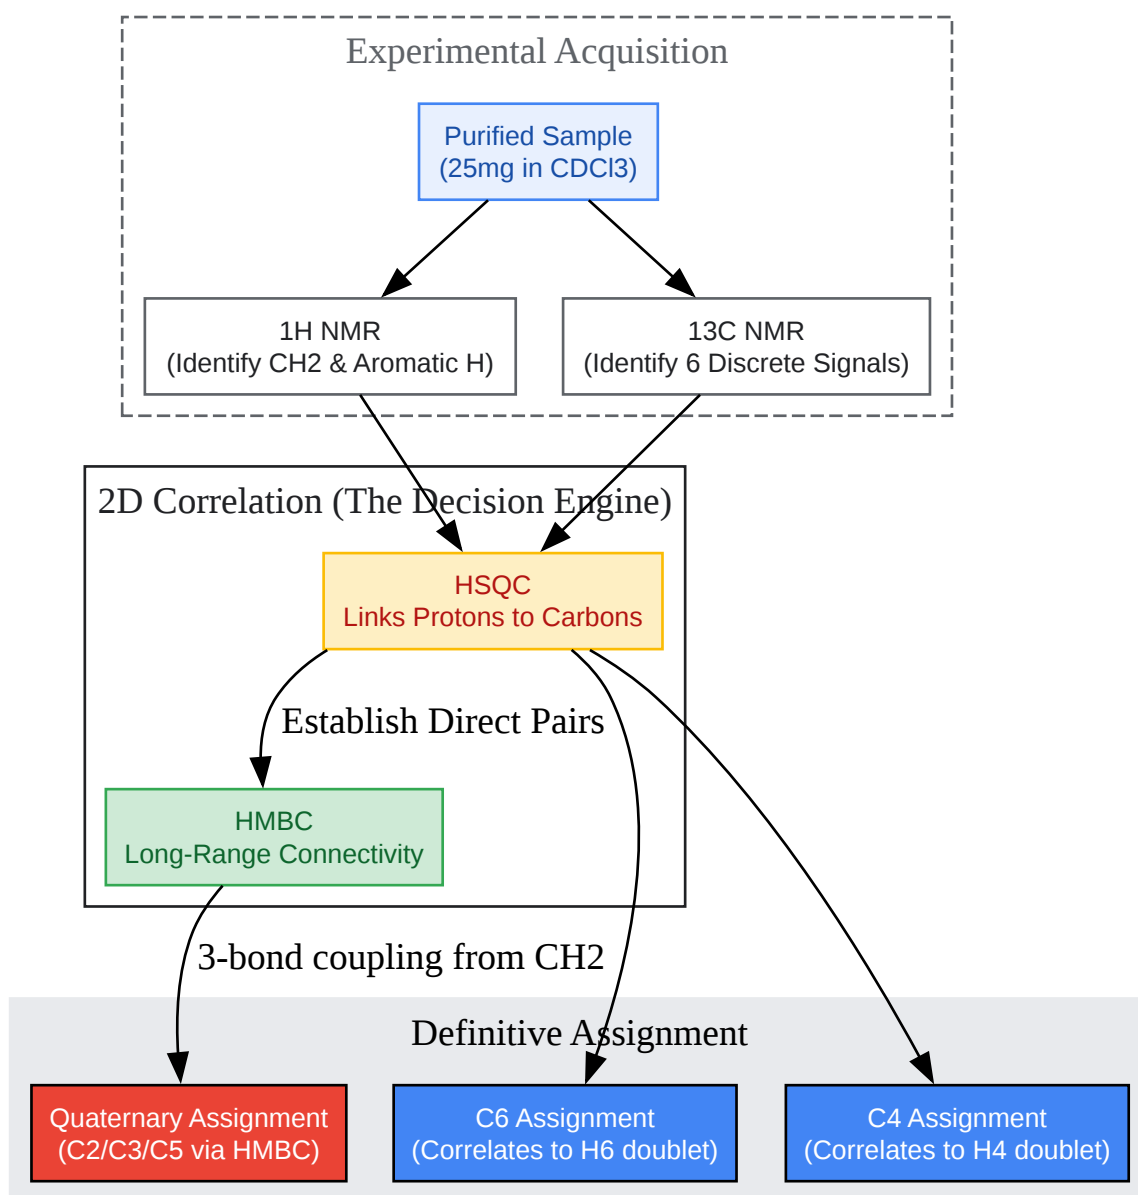 Experimental Acquisition
Purified Sample
(25mg in CDCl3)
1H NMR
(Identify CH2 & Aromatic H)
13C NMR
(Identify 6 Discrete Signals)
2D Correlation (The Decision Engine)
HSQC
Links Protons to Carbons
Establish Direct Pairs
HMBC
Long-Range Connectivity
3-bond coupling from CH2
Definitive Assignment
Quaternary Assignment
(C2/C3/C5 via HMBC)
C6 Assignment
(Correlates to H6 doublet)
C4 Assignment
(Correlates to H4 doublet)